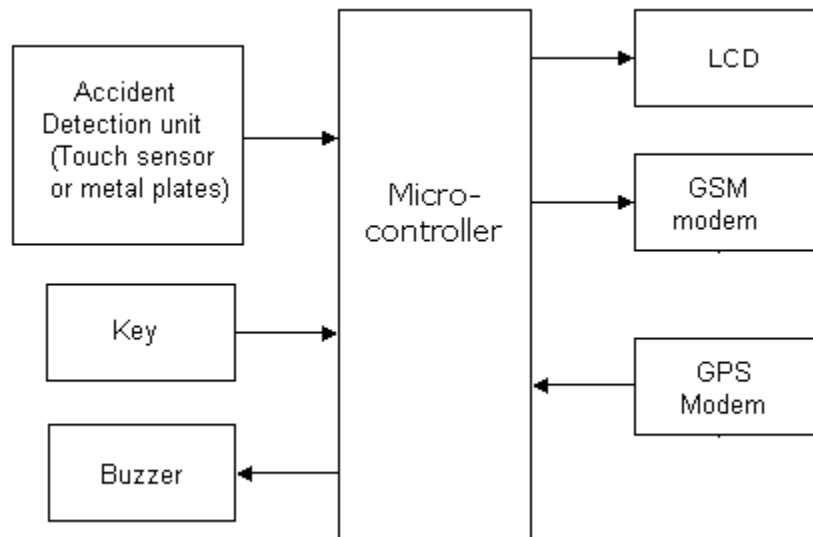 Accident
Detection unit
(Touch sensor
or metal plates)
Key
Buzzer
Micro-
controller
LCD
GSM
modem
GPS
Modem